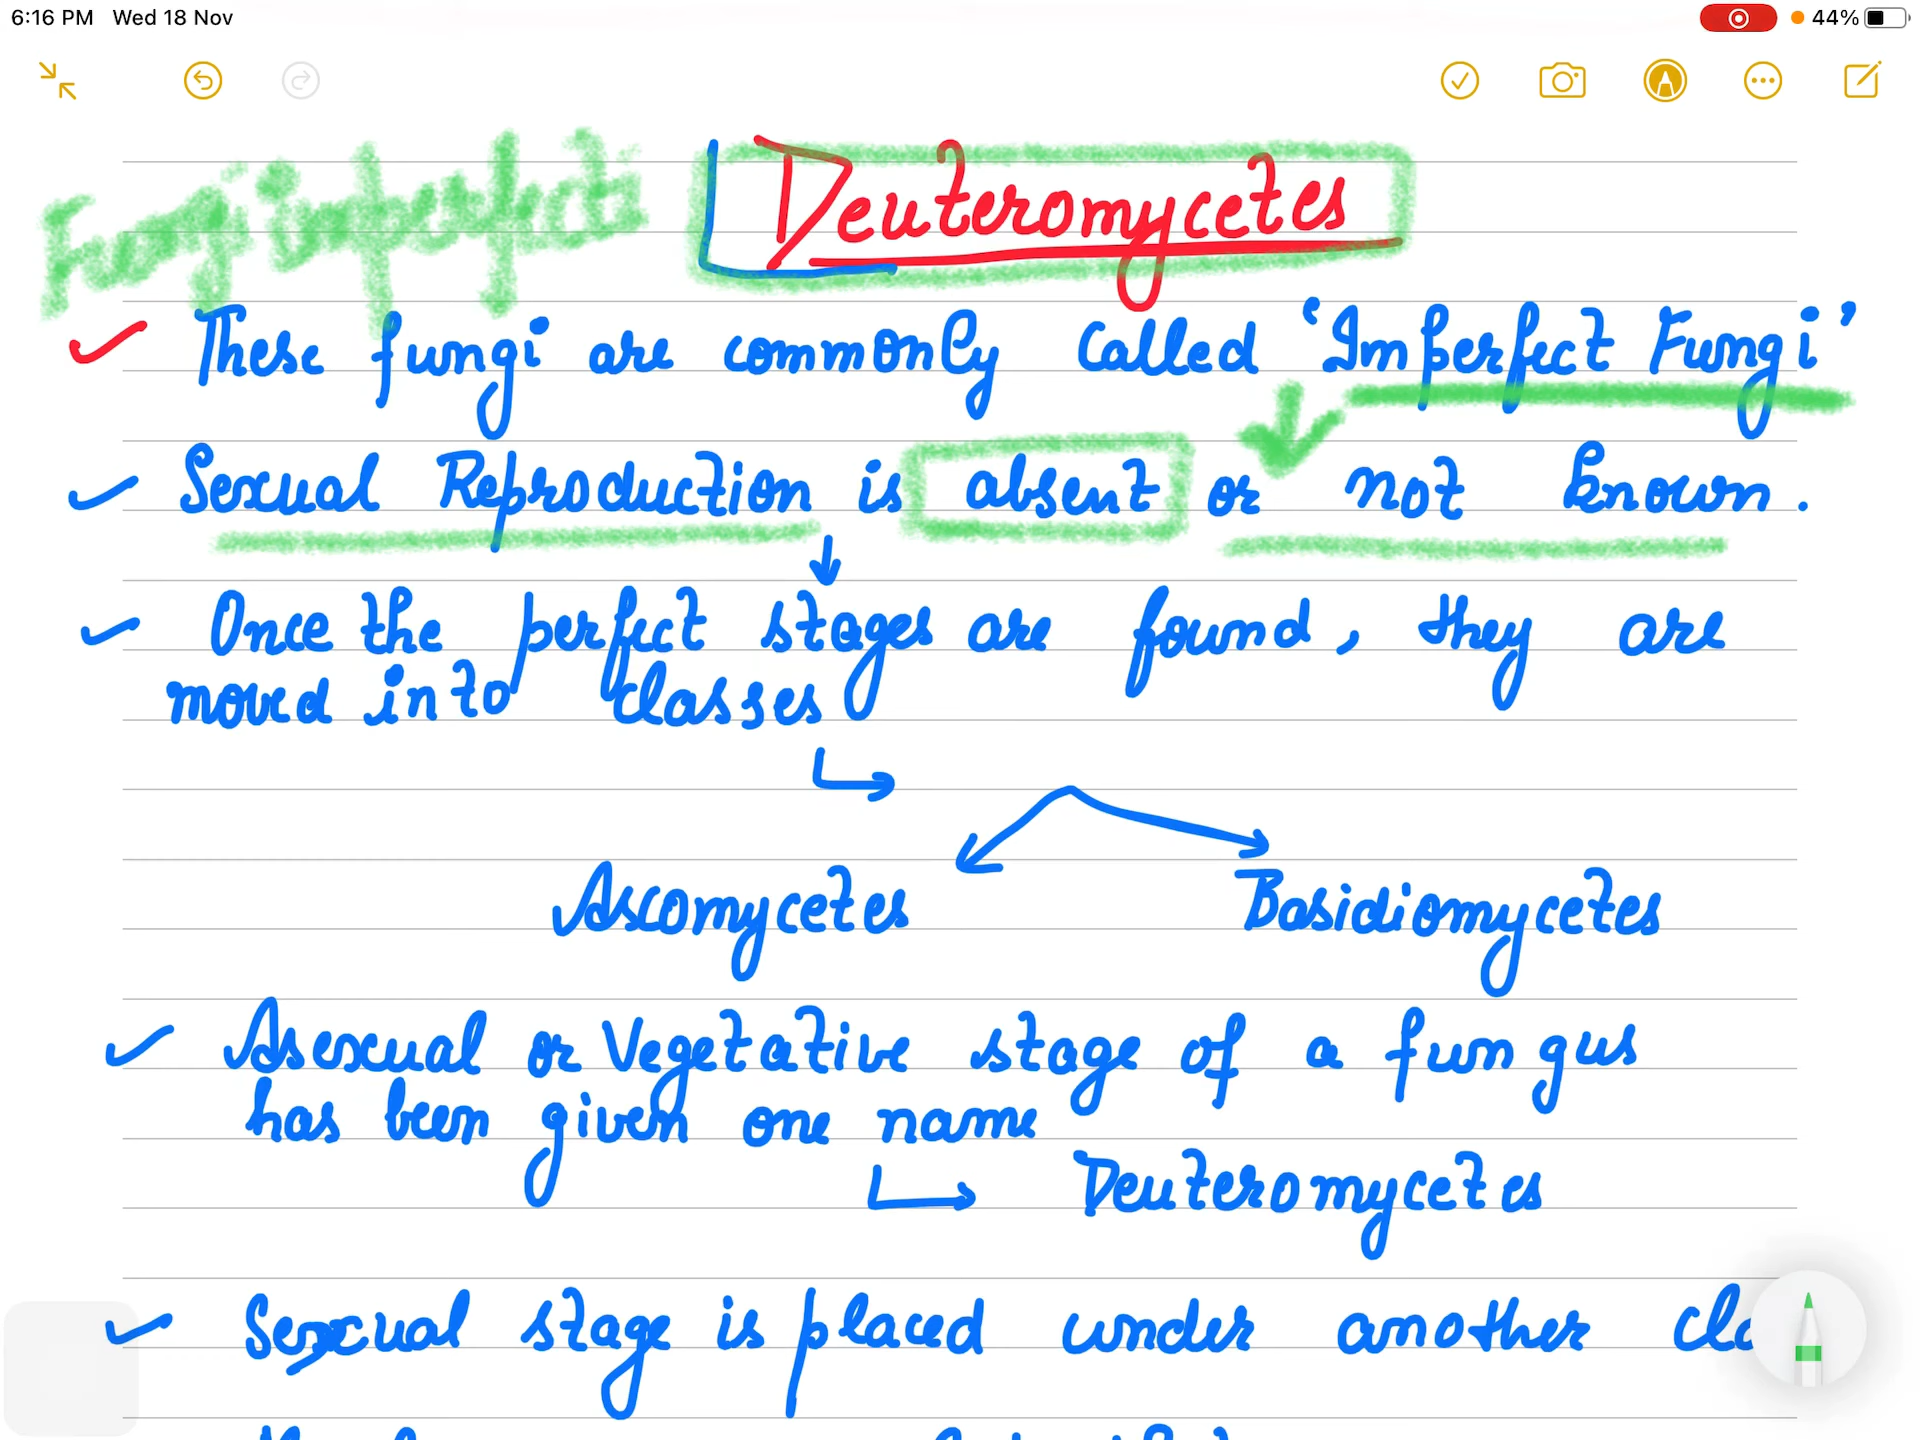 6:16 PM Wed 18 Nov 44%
Fungi imperfecti
Deuteromycetes
These fungi are commonly called 'Imperfect Fungi'
Sexual Reproduction is absent or not known.
Once the perfect stages are found, they are
moved into classes
Ascomycetes Basidiomycetes
Asexual or Vegetative stage of a fungus
has been given one name
Deuteromycetes
Sexual stage is placed under another